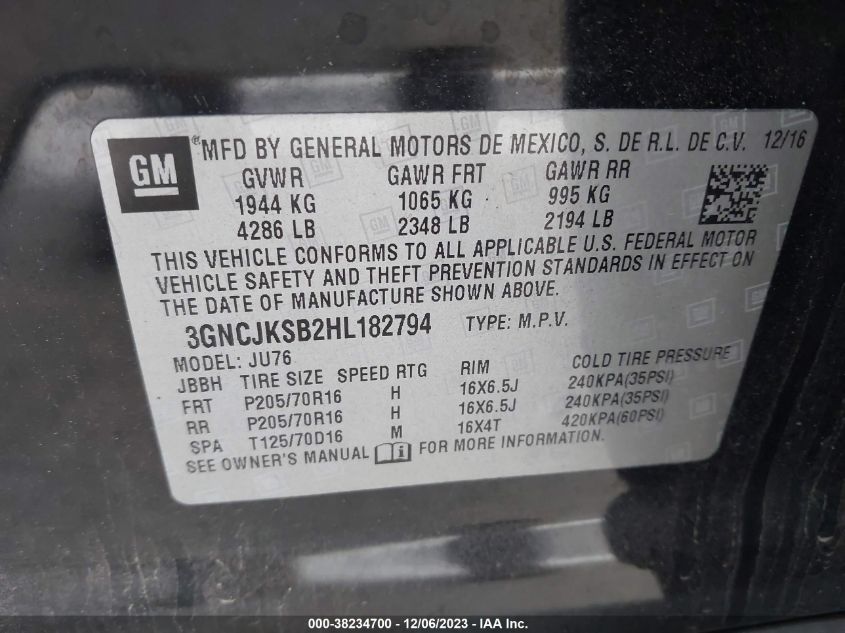 GM ® MFD BY GENERAL MOTORS DE MEXICO, S. DE R.L. DE C.V. 12/16
GVWR GAWR FRT GAWR RR
1944 KG 1065 KG 995 KG
4286 LB 2348 LB 2194 LB
THIS VEHICLE CONFORMS TO ALL APPLICABLE U.S. FEDERAL MOTOR
VEHICLE SAFETY AND THEFT PREVENTION STANDARDS IN EFFECT ON
THE DATE OF MANUFACTURE SHOWN ABOVE.
3GNCJKSB2HL182794 TYPE: M.P.V.
MODEL: JU76
JBBH TIRE SIZE SPEED RTG RIM COLD TIRE PRESSURE
FRT P205/70R16 H 16X6.5J 240KPA(35PSI)
RR P205/70R16 H 16X6.5J 240KPA(35PSI)
SPA T125/70D16 M 16X4T 420KPA(60PSI)
SEE OWNER'S MANUAL FOR MORE INFORMATION.
000-38234700 - 12/06/2023 - IAA Inc.